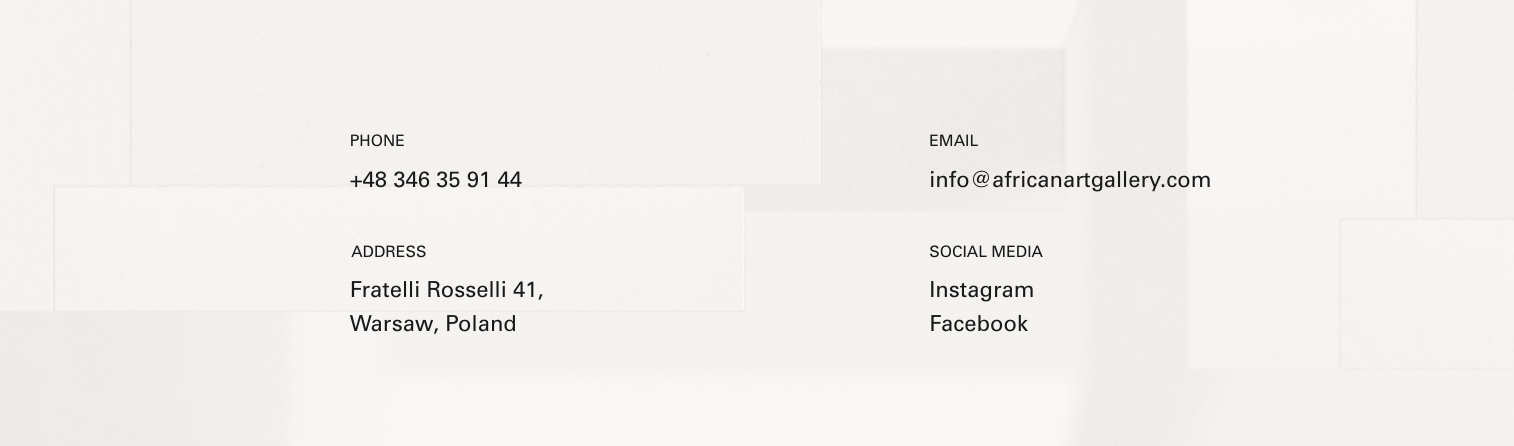 PHONE
+48 346 35 91 44
EMAIL
info@africanartgallery.com
ADDRESS
Fratelli Rosselli 41,
Warsaw, Poland
SOCIAL MEDIA
Instagram
Facebook